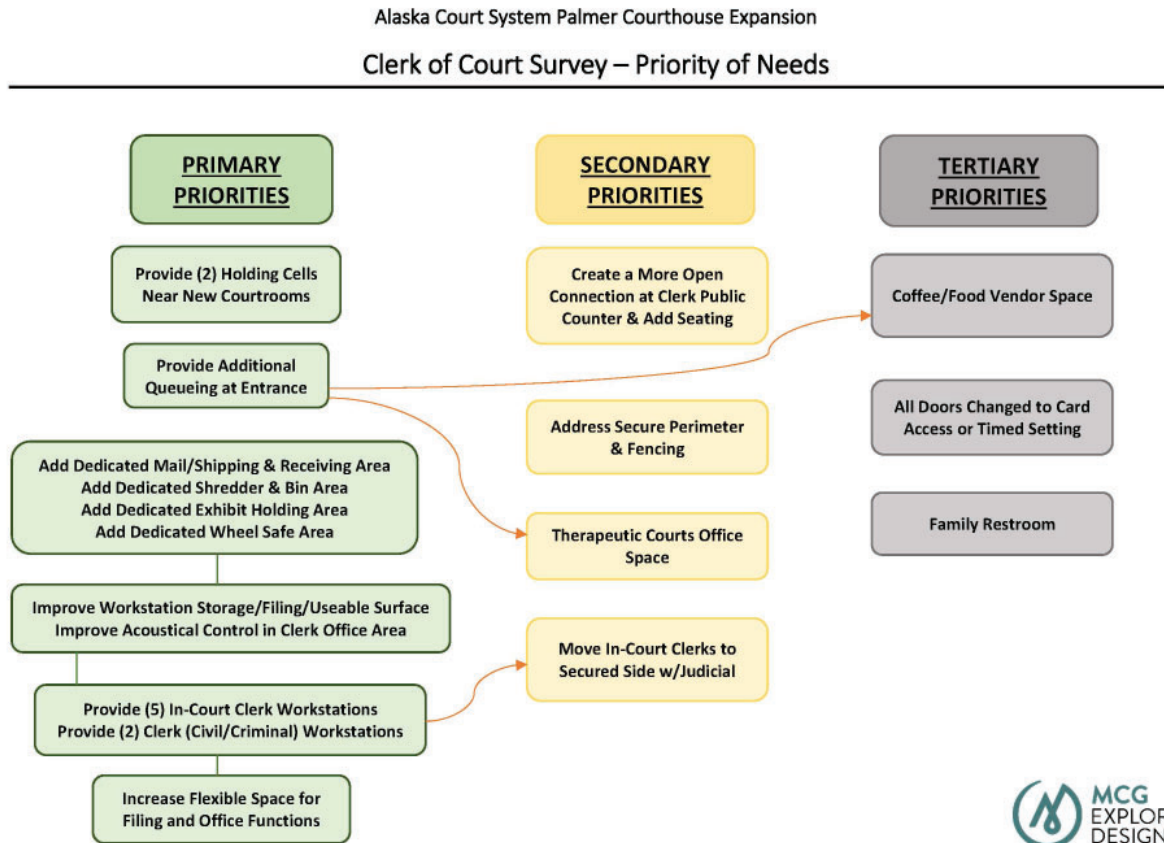 Alaska Court System Palmer Courthouse Expansion
Clerk of Court Survey – Priority of Needs
PRIMARY
PRIORITIES
Provide (2) Holding Cells
Near New Courtrooms
Provide Additional
Queueing at Entrance
Add Dedicated Mail/Shipping & Receiving Area
Add Dedicated Shredder & Bin Area
Add Dedicated Exhibit Holding Area
Add Dedicated Wheel Safe Area
Improve Workstation Storage/Filing/Useable Surface
Improve Acoustical Control in Clerk Office Area
Provide (5) In-Court Clerk Workstations
Provide (2) Clerk (Civil/Criminal) Workstations
Increase Flexible Space for
Filing and Office Functions
SECONDARY
PRIORITIES
Create a More Open
Connection at Clerk Public
Counter & Add Seating
Address Secure Perimeter
& Fencing
Therapeutic Courts Office
Space
Move In-Court Clerks to
Secured Side w/Judicial
TERTIARY
PRIORITIES
Coffee/Food Vendor Space
All Doors Changed to Card
Access or Timed Setting
Family Restroom
MCG
EXPLOR
DESIGN